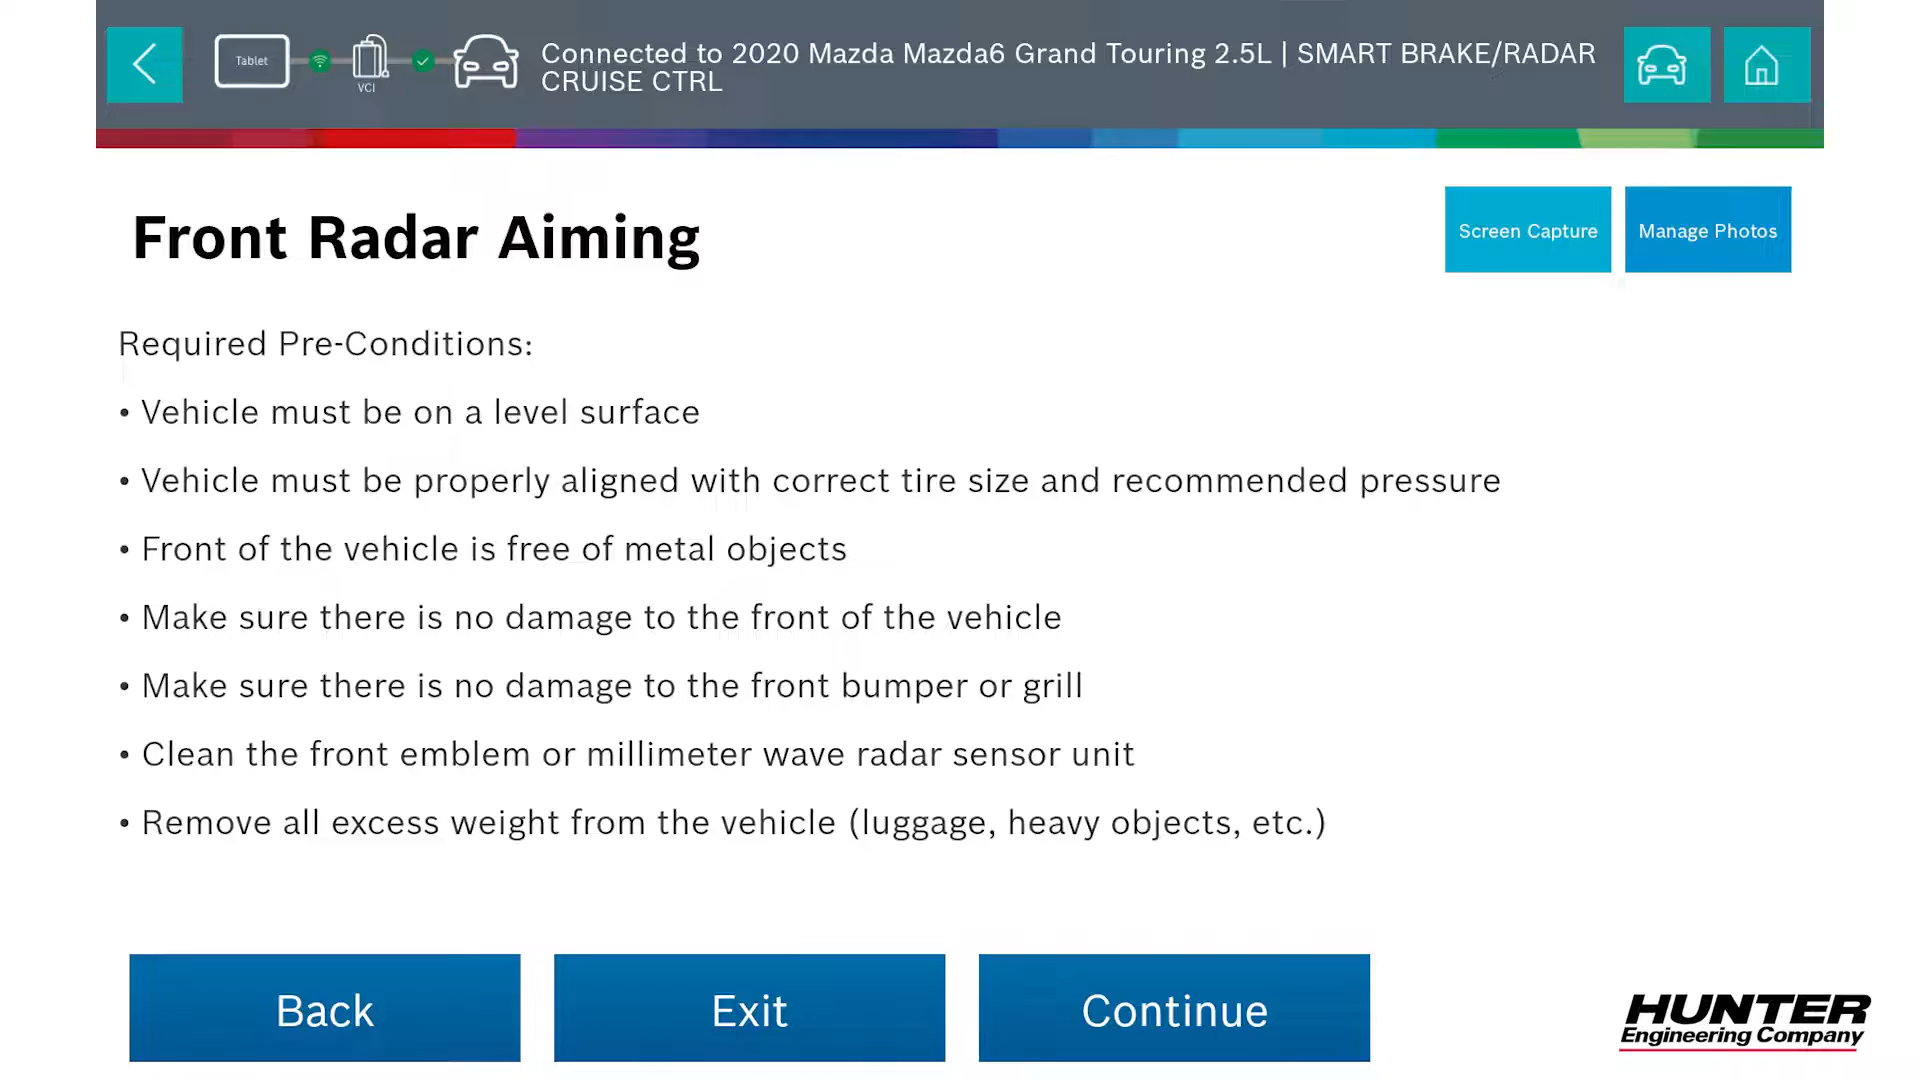 Tablet
VCI
Connected to 2020 Mazda Mazda6 Grand Touring 2.5L | SMART BRAKE/RADAR
CRUISE CTRL
Front Radar Aiming
Screen Capture
Manage Photos
Required Pre-Conditions:
• Vehicle must be on a level surface
• Vehicle must be properly aligned with correct tire size and recommended pressure
• Front of the vehicle is free of metal objects
• Make sure there is no damage to the front of the vehicle
• Make sure there is no damage to the front bumper or grill
• Clean the front emblem or millimeter wave radar sensor unit
• Remove all excess weight from the vehicle (luggage, heavy objects, etc.)
Back
Exit
Continue
HUNTER
Engineering Company